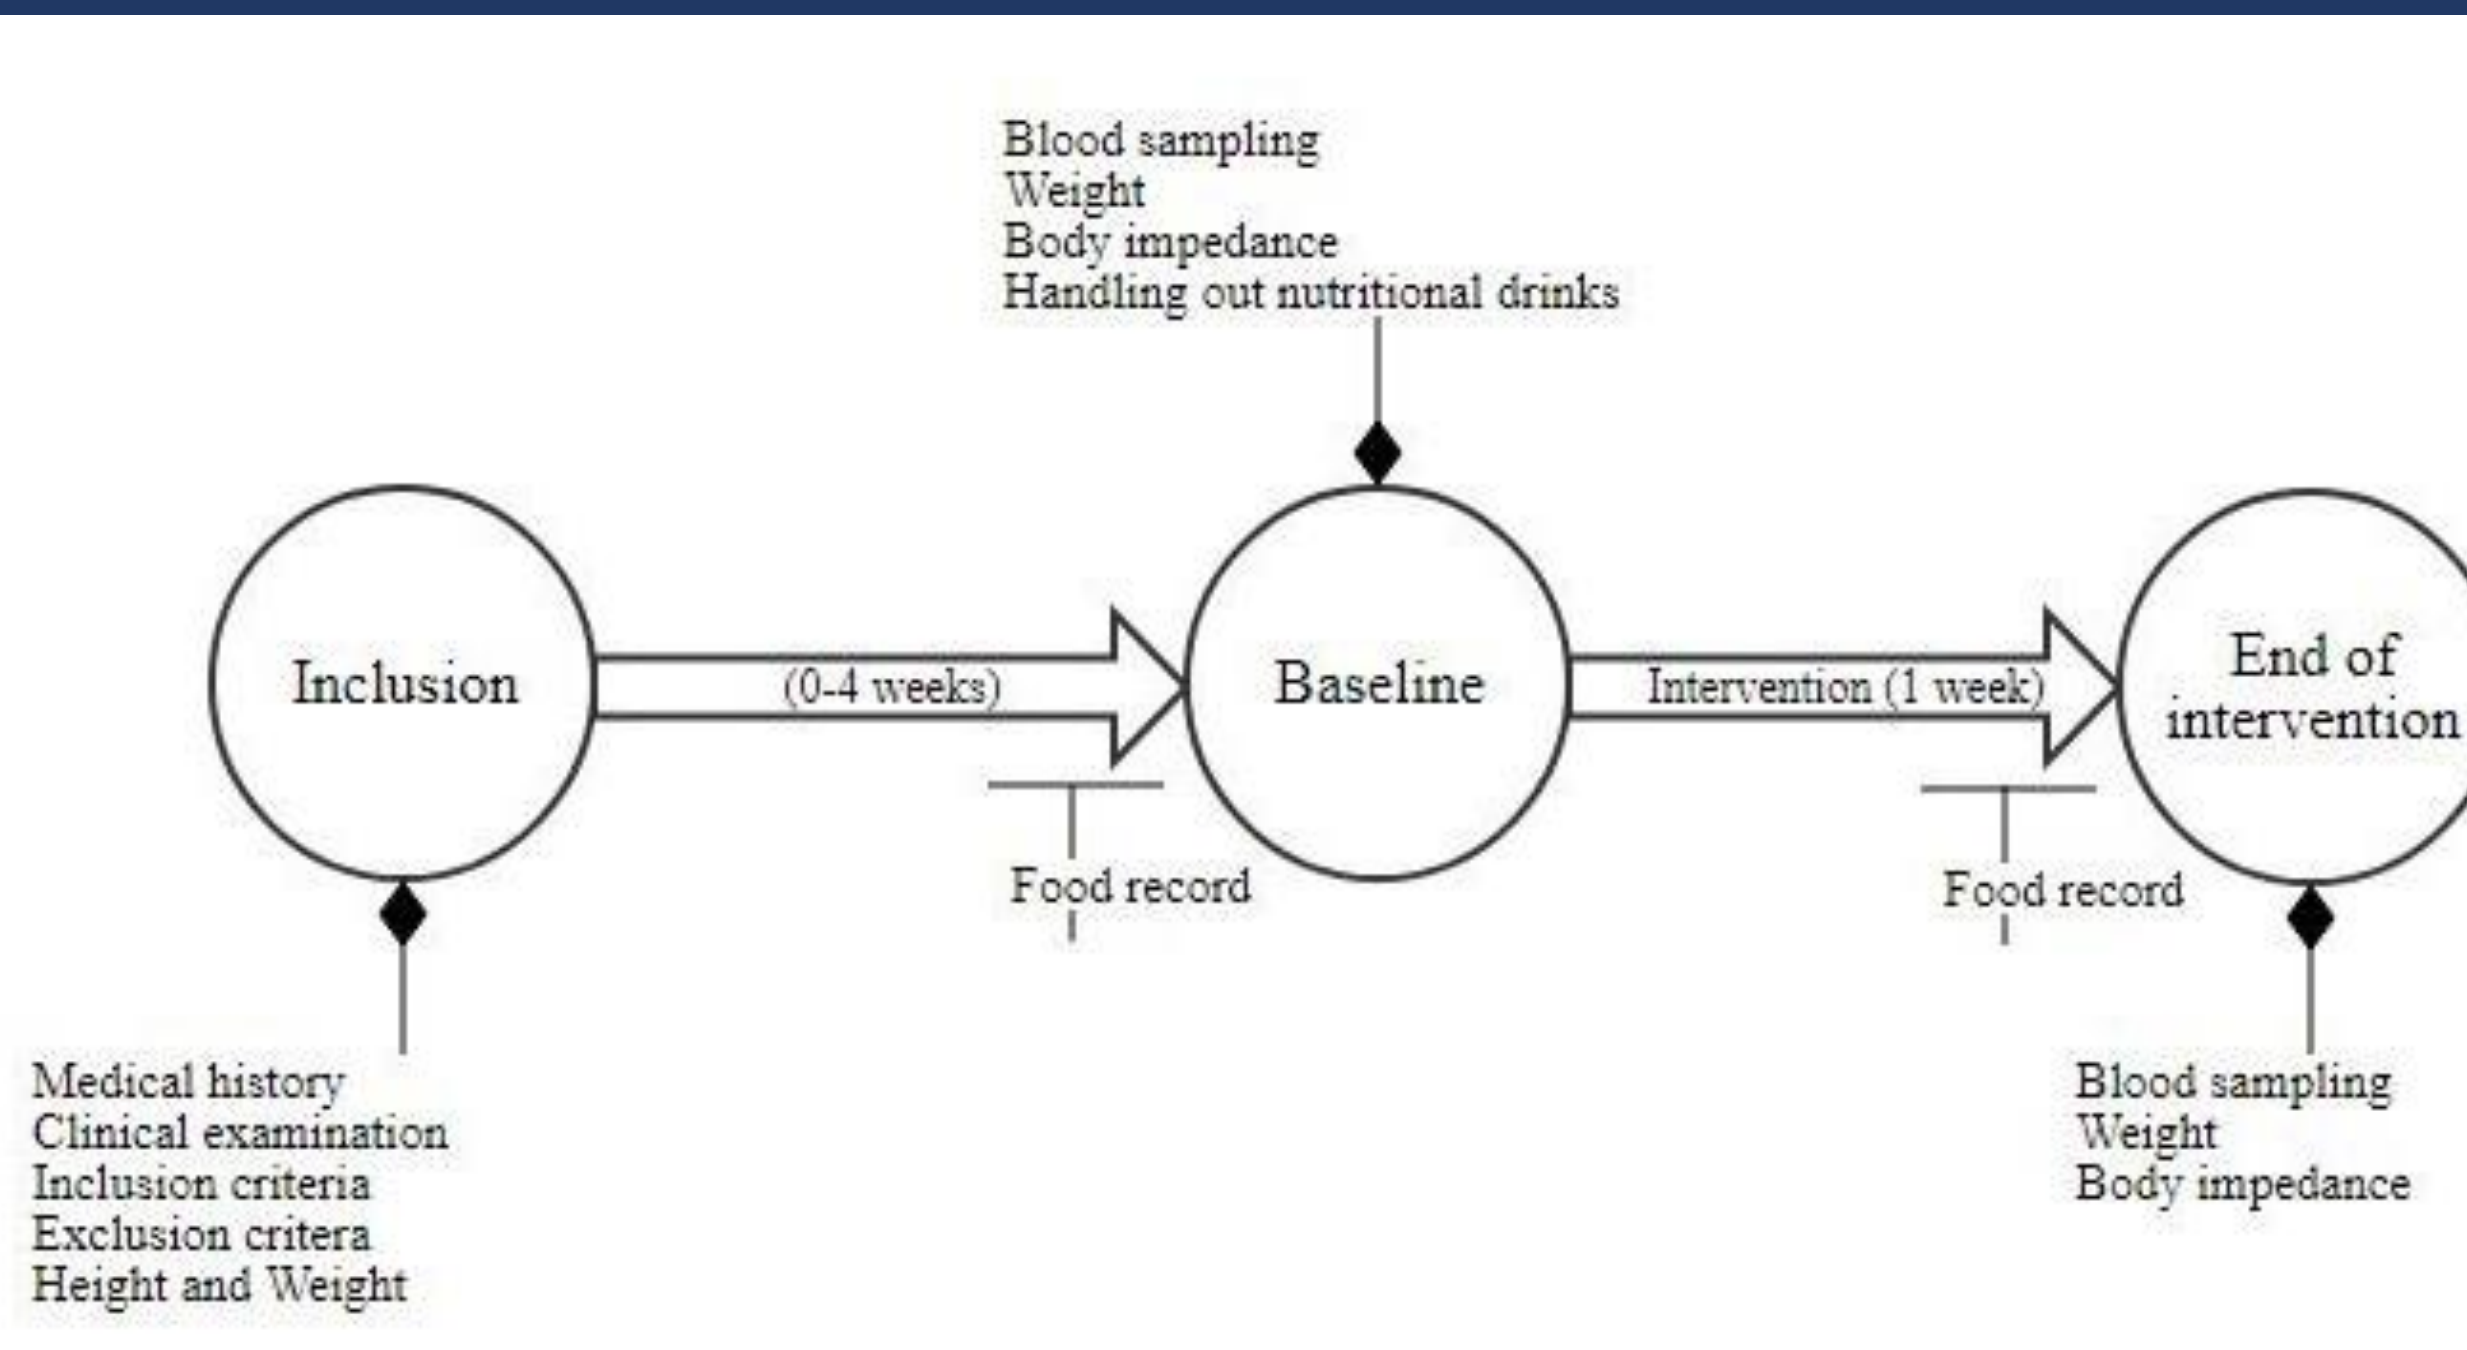 Blood sampling
Weight
Body impedance
Handling out nutritional drinks
Inclusion
(0-4 weeks)
Baseline
Intervention (1 week)
End of
intervention
Food record
Food record
Medical history
Clinical examination
Inclusion criteria
Exclusion critera
Height and Weight
Blood sampling
Weight
Body impedance